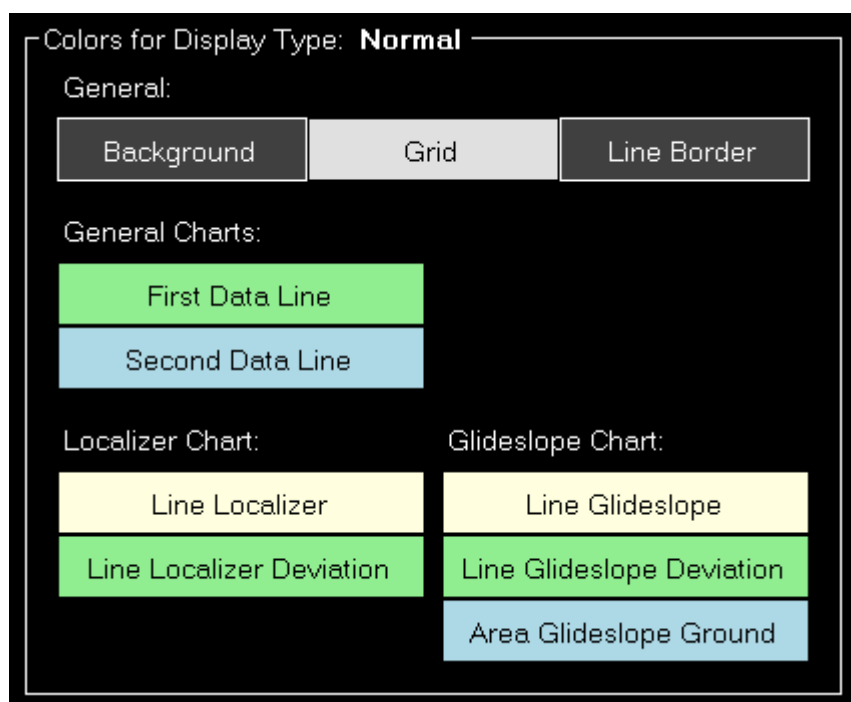 Colors for Display Type: Normal
General:
Background Grid Line Border
General Charts:
First Data Line
Second Data Line
Localizer Chart: Glideslope Chart:
Line Localizer Line Glideslope
Line Localizer Deviation Line Glideslope Deviation
Area Glideslope Ground